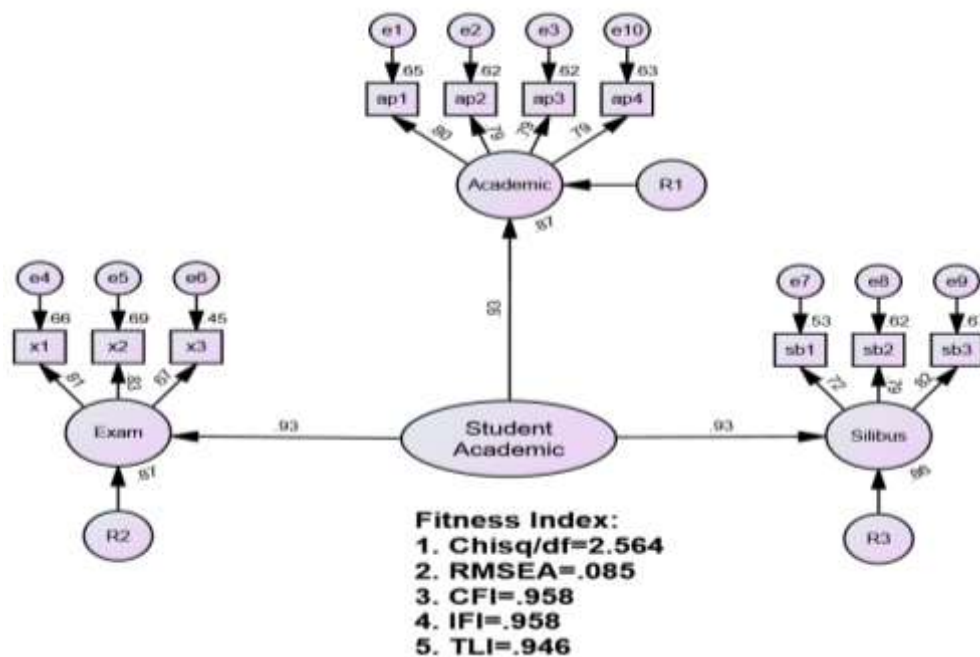 e1 e2 e3 e10
.65 .62 .62 .63
ap1 ap2 ap3 ap4
.80 .79 .79 .79
Academic R1
.87
e4 e5 e6
.66 .69 .45
x1 x2 x3
.81 .83 .67
e7 e8 e9
.53 .62
sb1 sb2 sb3
.72 .79 .82
.93
Exam .93 Student .93 Silibus
Academic
.87 .86
R2 R3
Fitness Index:
1. Chisq/df=2.564
2. RMSEA=.085
3. CFI=.958
4. IFI=.958
5. TLI=.946